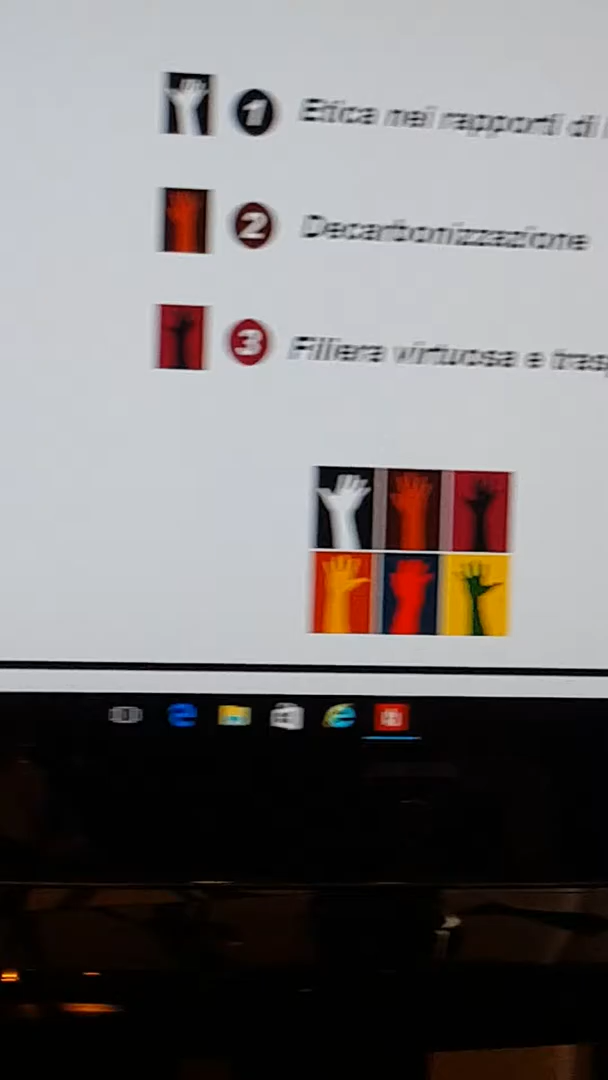 1 Etica nei rapporti di
2 Decarbonizzazione
3 Filiera virtuosa e